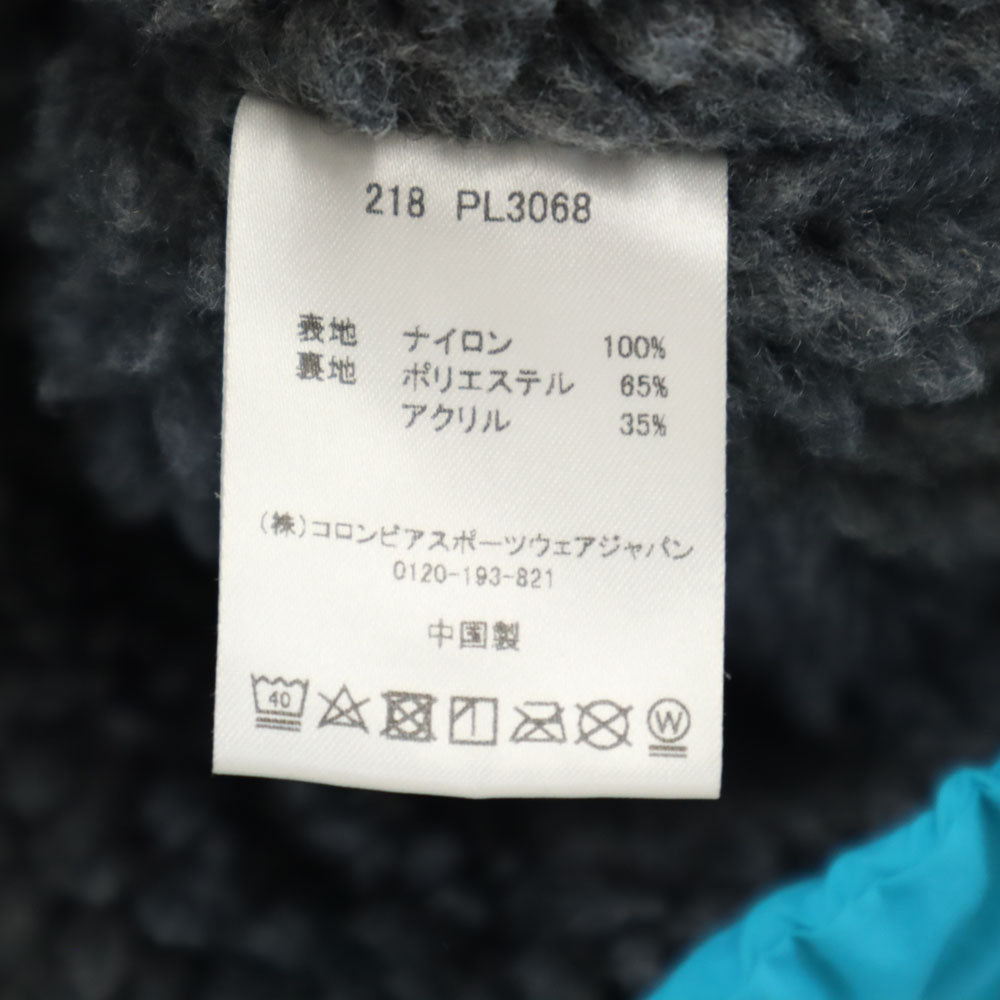 218 PL3068
表地 ナイロン 100%
裏地 ポリエステル 65%
アクリル 35%
(株)コロンビアスポーツウェアジャパン
0120-193-821
中国製
40 W